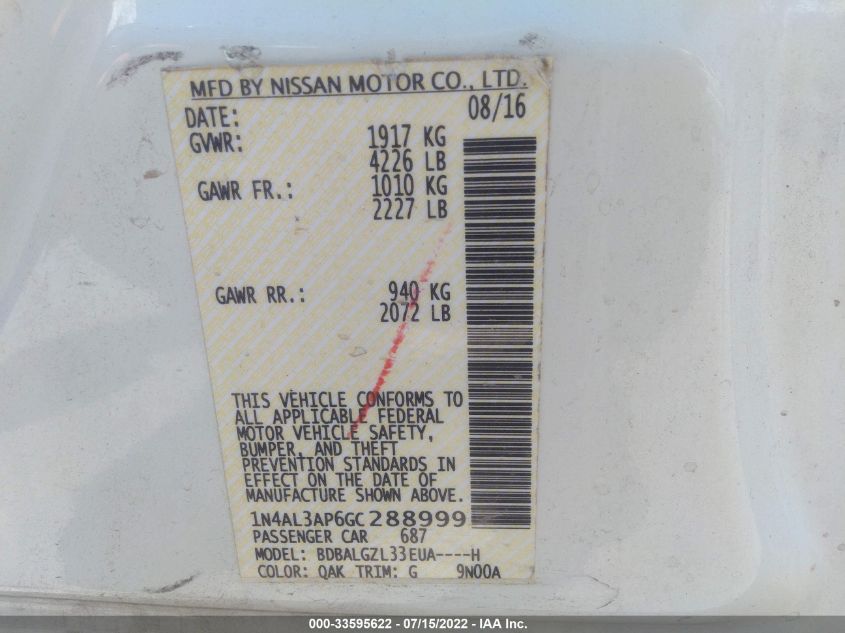 MFD BY NISSAN MOTOR CO., LTD.
DATE: 08/16
GVWR: 1917 KG
4226 LB
GAWR FR.: 1010 KG
2227 LB
GAWR RR.: 940 KG
2072 LB
THIS VEHICLE CONFORMS TO
ALL APPLICABLE FEDERAL
MOTOR VEHICLE SAFETY,
BUMPER, AND THEFT
PREVENTION STANDARDS IN
EFFECT ON THE DATE OF
MANUFACTURE SHOWN ABOVE.
1N4AL3AP6GC288999
PASSENGER CAR 687
MODEL: BDBALGZL33EUA----H
COLOR: QAK TRIM: G 9N00A
000-33595622 - 07/15/2022 - IAA Inc.